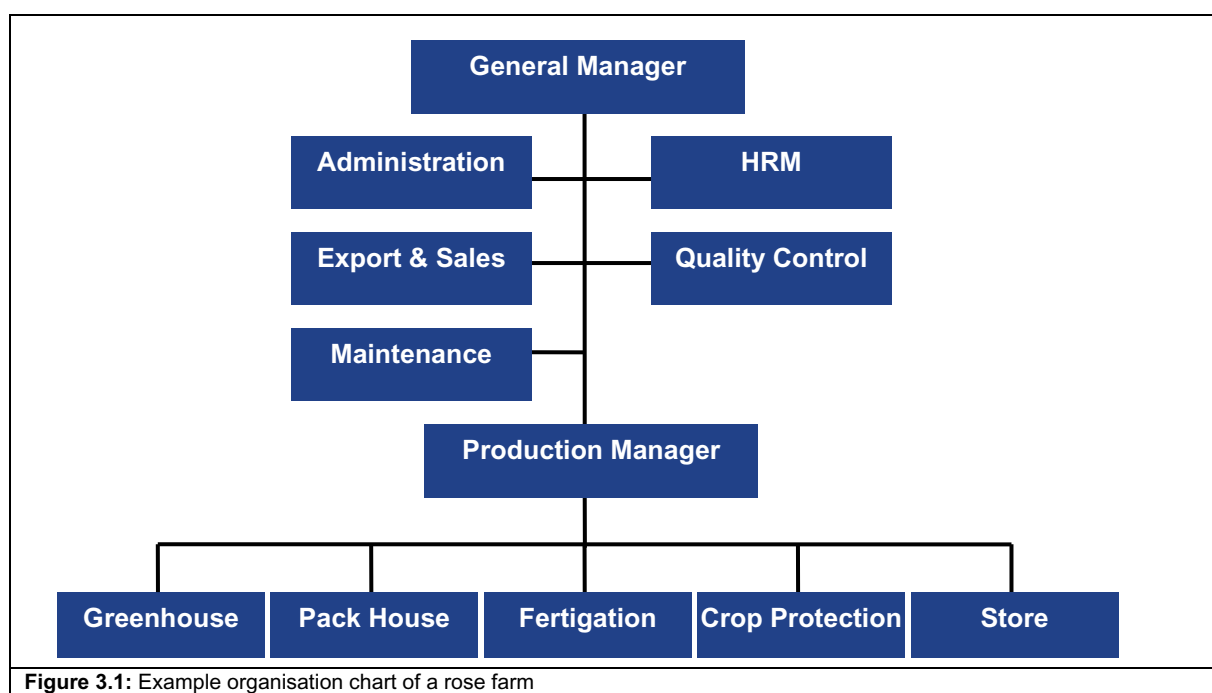 General Manager
Administration
HRM
Export & Sales
Quality Control
Maintenance
Production Manager
Greenhouse
Pack House
Fertigation
Crop Protection
Store
Figure 3.1: Example organisation chart of a rose farm